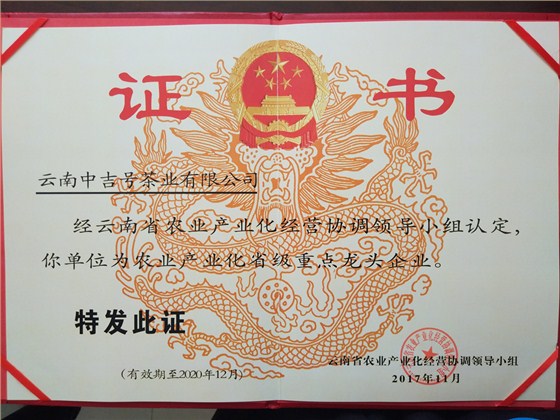 证书
云南中吉号茶业有限公司
经云南省农业产业化经营协调领导小组认定，
你单位为农业产业化省级重点龙头企业。
特发此证
云南省农业产业化经营协调领导小组
（有效期至2020年12月）
2017年11月